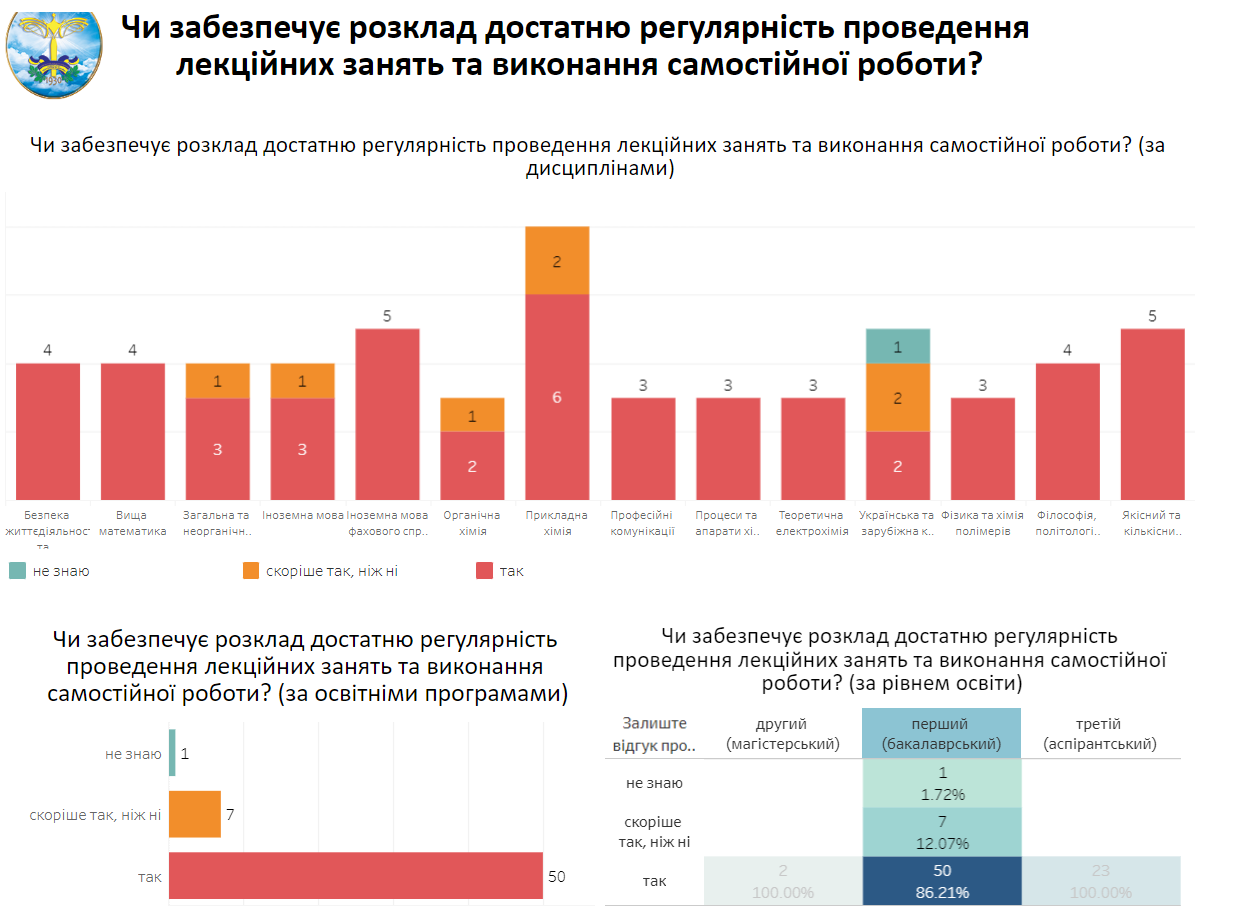 1930
Чи забезпечує розклад достатню регулярність проведення
лекційних занять та виконання самостійної роботи?
Чи забезпечує розклад достатню регулярність проведення лекційних занять та виконання самостійної роботи? (за
дисциплінами)
4
4
1
3
1
3
5
1
2
2
6
3
3
3
1
2
2
3
4
5
Безпека
життєдіяльност
та
Вища
математика
Загальна та
неорганічн..
Іноземна мова
Іноземна мова
фахового спр..
Органічна
хімія
Прикладна
хімія
Професійні
комунікації
Процеси та
апарати хі..
Теоретична
електрохімія
Українська та
зарубіжна к..
Фізика та хімія
полімерів
Філософія,
політологі..
Якісний та
кількісни..
не знаю
скоріше так, ніж ні
так
Чи забезпечує розклад достатню регулярність
проведення лекційних занять та виконання
самостійної роботи? (за освітніми програмами)
не знаю 1
скоріше так, ніж ні 7
так 50
Чи забезпечує розклад достатню регулярність
проведення лекційних занять та виконання самостійної
роботи? (за рівнем освіти)
Залиште
відгук про..
другий
(магістерський)
перший
(бакалаврський)
третій
(аспірантський)
не знаю
1
1.72%
скоріше
так, ніж ні
7
12.07%
так
2
100.00%
50
86.21%
23
100.00%